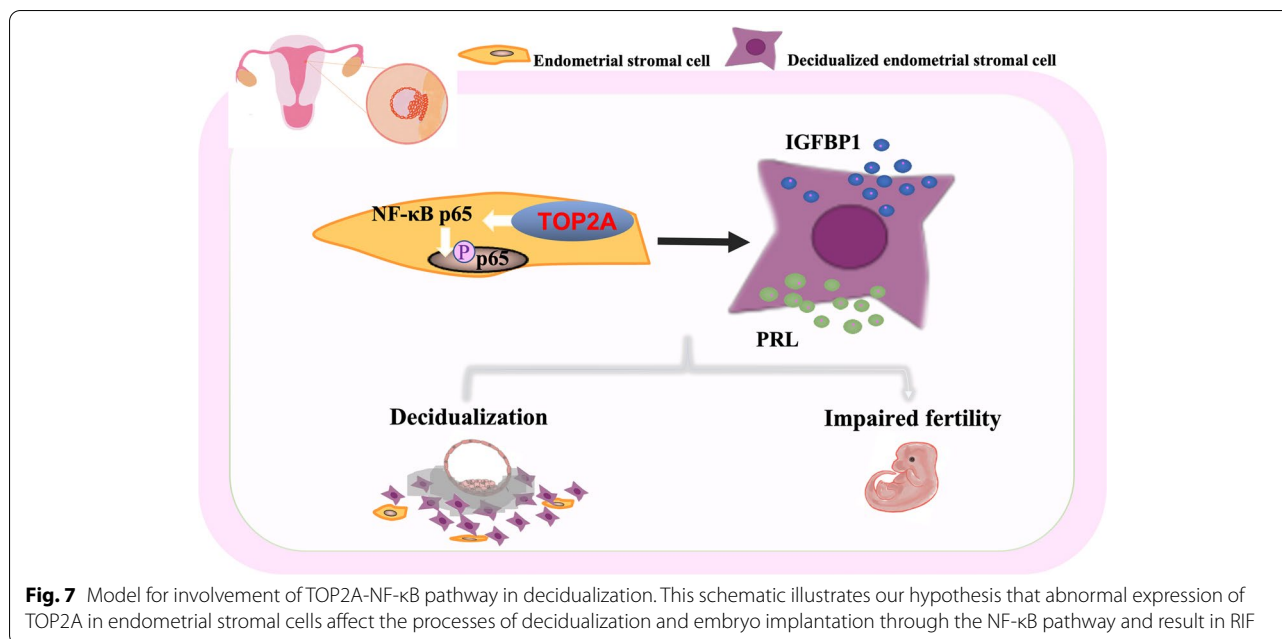 Endometrial stromal cell
Decidualized endometrial stromal cell
IGFBP1
NF-κB p65
TOP2A
P
p65
PRL
Decidualization
Impaired fertility
Fig. 7 Model for involvement of TOP2A-NF-κB pathway in decidualization. This schematic illustrates our hypothesis that abnormal expression of
TOP2A in endometrial stromal cells affect the processes of decidualization and embryo implantation through the NF-κB pathway and result in RIF